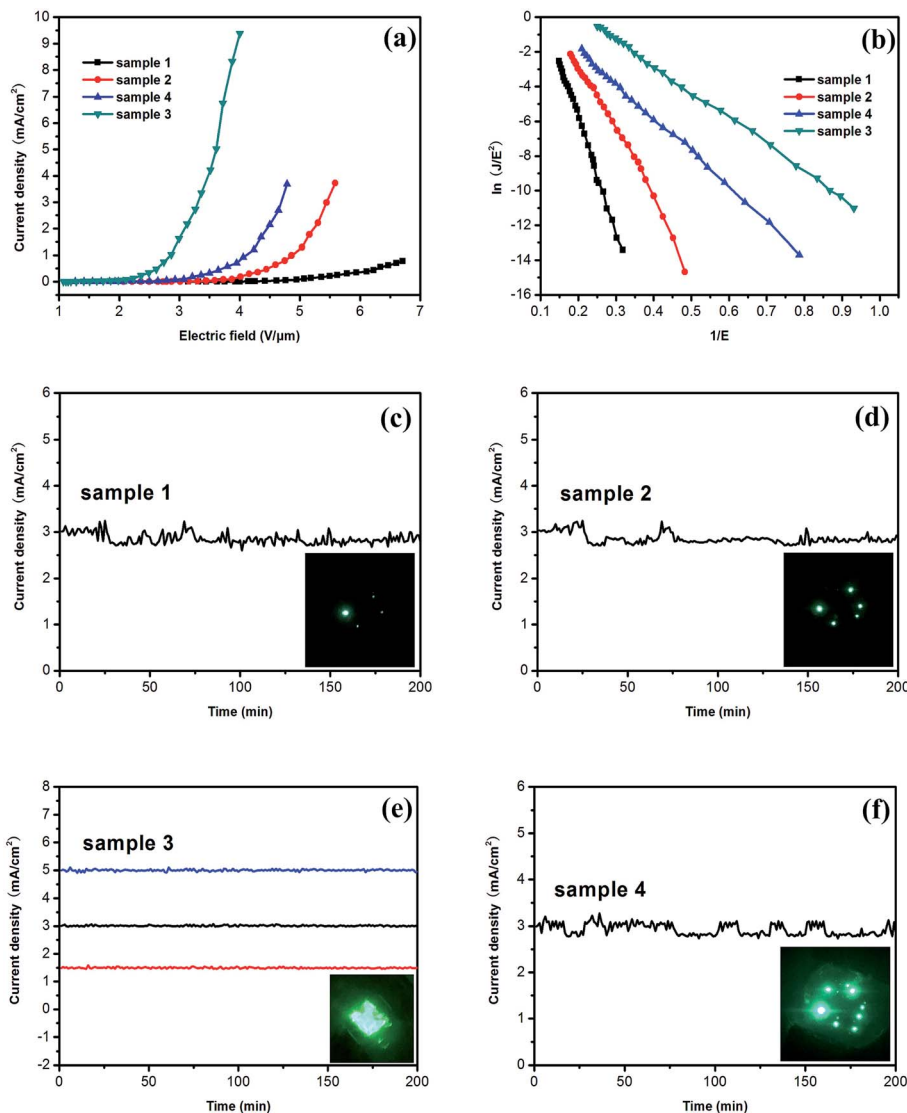 (a)
Current density (mA/cm²)
10
9
8
7
6
5
4
3
2
1
0
sample 1
sample 2
sample 4
sample 3
1 2 3 4 5 6 7
Electric field (V/μm)
(b)
ln (J/E²)
0
-2
-4
-6
-8
-10
-12
-14
-16
sample 1
sample 2
sample 4
sample 3
0.1 0.2 0.3 0.4 0.5 0.6 0.7 0.8 0.9 1.0
1/E
(c)
Current density (mA/cm²)
6
5
4
3
2
1
0
sample 1
0 50 100 150 200
Time (min)
(d)
Current density (mA/cm²)
6
5
4
3
2
1
0
sample 2
0 50 100 150 200
Time (min)
(e)
Current density (mA/cm²)
8
7
6
5
4
3
2
1
0
-1
-2
sample 3
0 50 100 150 200
Time (min)
(f)
Current density (mA/cm²)
6
5
4
3
2
1
0
sample 4
0 50 100 150 200
Time (min)